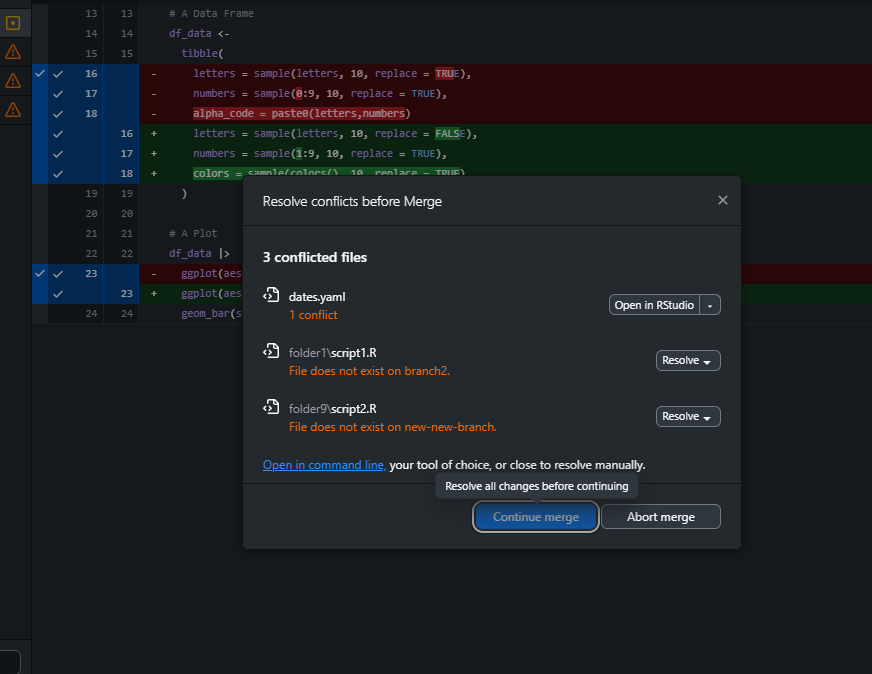 13 13 # A Data Frame
14 14 df_data <-
15 15 tibble(
16 - letters = sample(letters, 10, replace = TRUE),
17 - numbers = sample(0:9, 10, replace = TRUE),
18 - alpha_code = paste0(letters,numbers)
16 + letters = sample(letters, 10, replace = FALSE),
17 + numbers = sample(1:9, 10, replace = TRUE),
18 + colors = sample(colors(), 10, replace = TRUE)
19 19 )
20 20
21 21 # A Plot
22 22 df_data |>
23 - ggplot(aes
23 + ggplot(aes
24 24 geom_bar(s
Resolve conflicts before Merge
3 conflicted files
dates.yaml
1 conflict
Open in RStudio
folder1\script1.R
File does not exist on branch2.
Resolve
folder9\script2.R
File does not exist on new-new-branch.
Resolve
Open in command line, your tool of choice, or close to resolve manually.
Resolve all changes before continuing
Continue merge
Abort merge